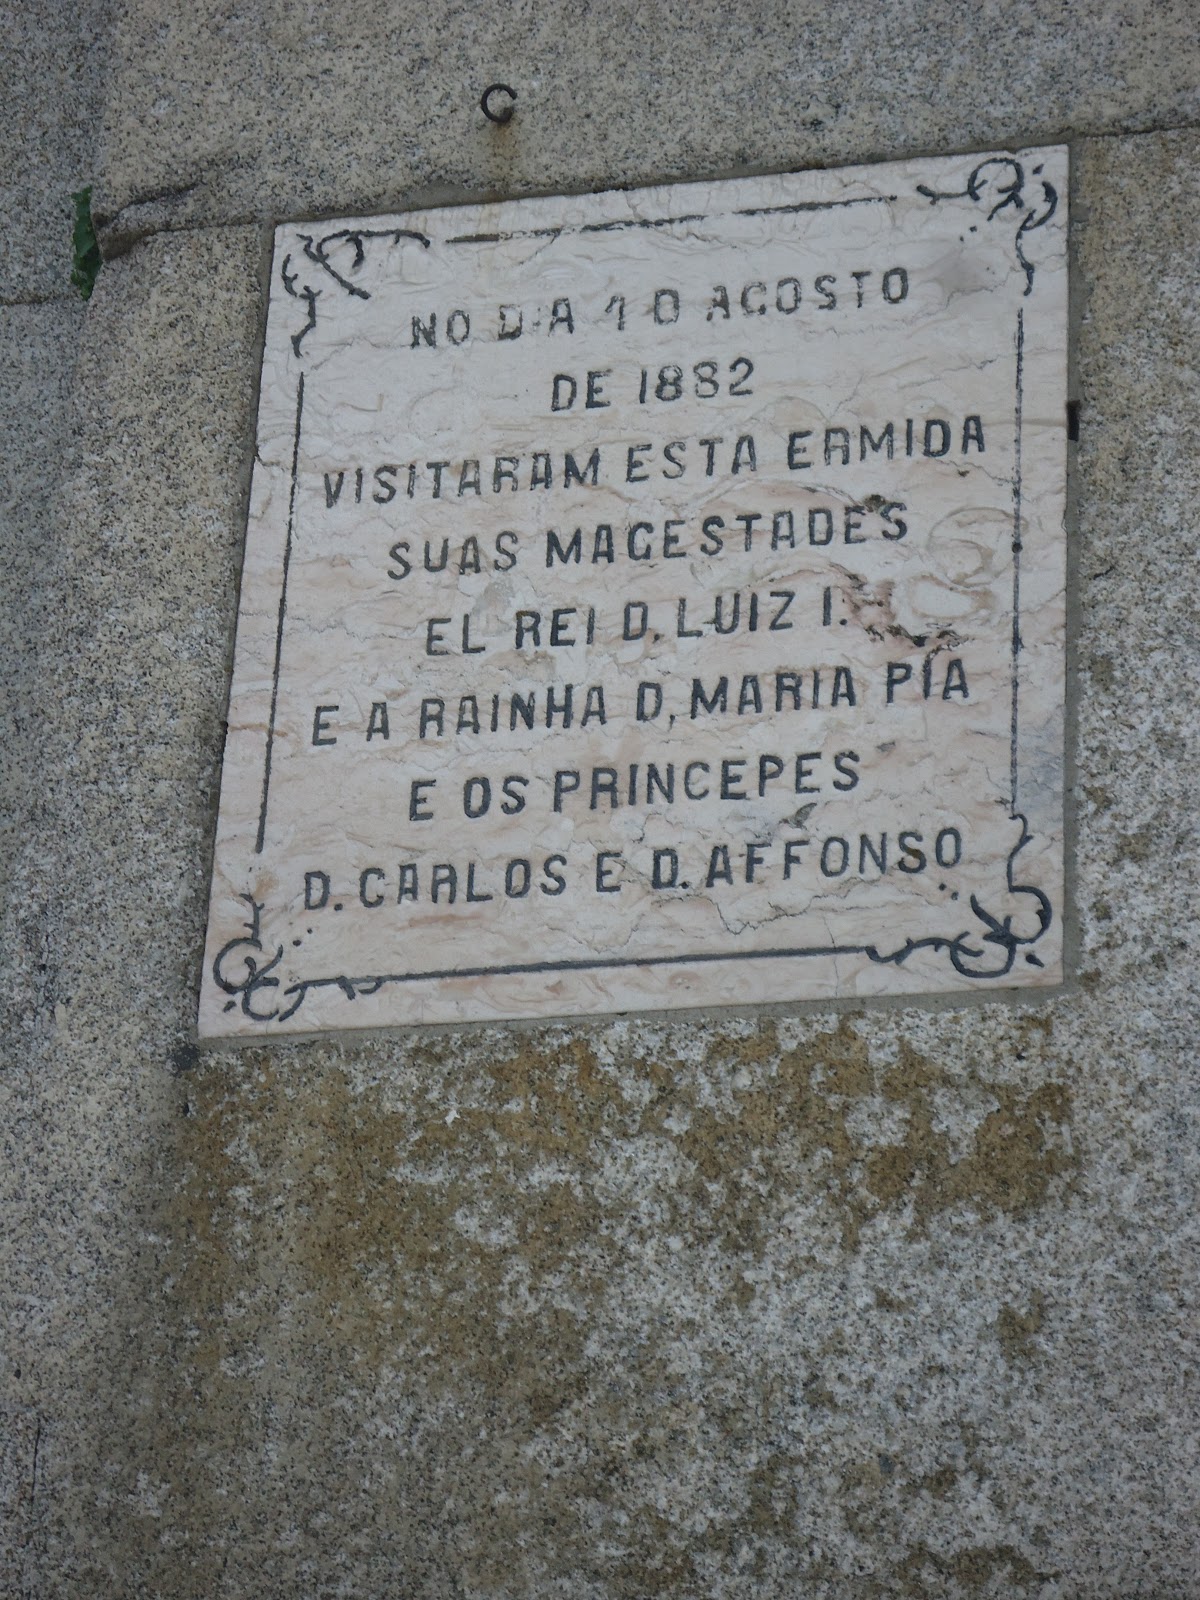 NO DIA 10 AGOSTO
DE 1882
VISITARAM ESTA ERMIDA
SUAS MAGESTADES
EL REI D. LUIZ I.
E A RAINHA D. MARIA PIA
E OS PRINCEPES
D. CARLOS E D. AFFONSO